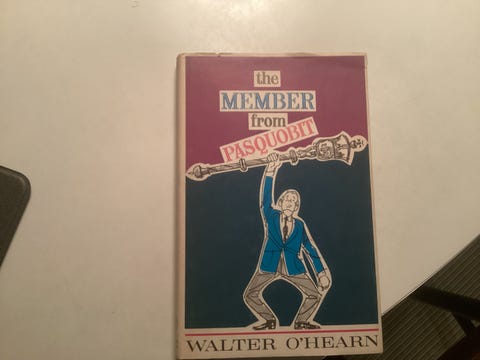 the
MEMBER
from
PASQUOBIT
WALTER O'HEARN